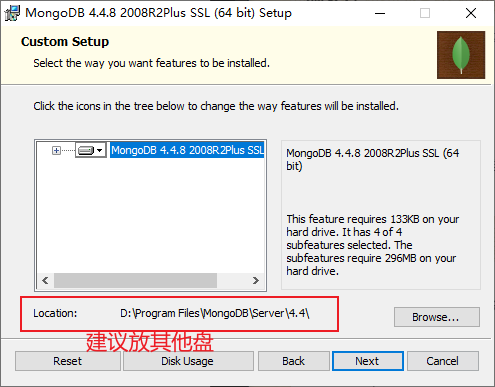 MongoDB 4.4.8 2008R2Plus SSL (64 bit) Setup
Custom Setup
Select the way you want features to be installed.
Click the icons in the tree below to change the way features will be installed.
MongoDB 4.4.8 2008R2Plus SSL
MongoDB 4.4.8 2008R2Plus SSL (64
bit)
This feature requires 133KB on your
hard drive. It has 4 of 4
subfeatures selected. The
subfeatures require 296MB on your
hard drive.
Location: D:\Program Files\MongoDB\Server\4.4\
Browse...
建议放其他盘
Reset Disk Usage Back Next Cancel